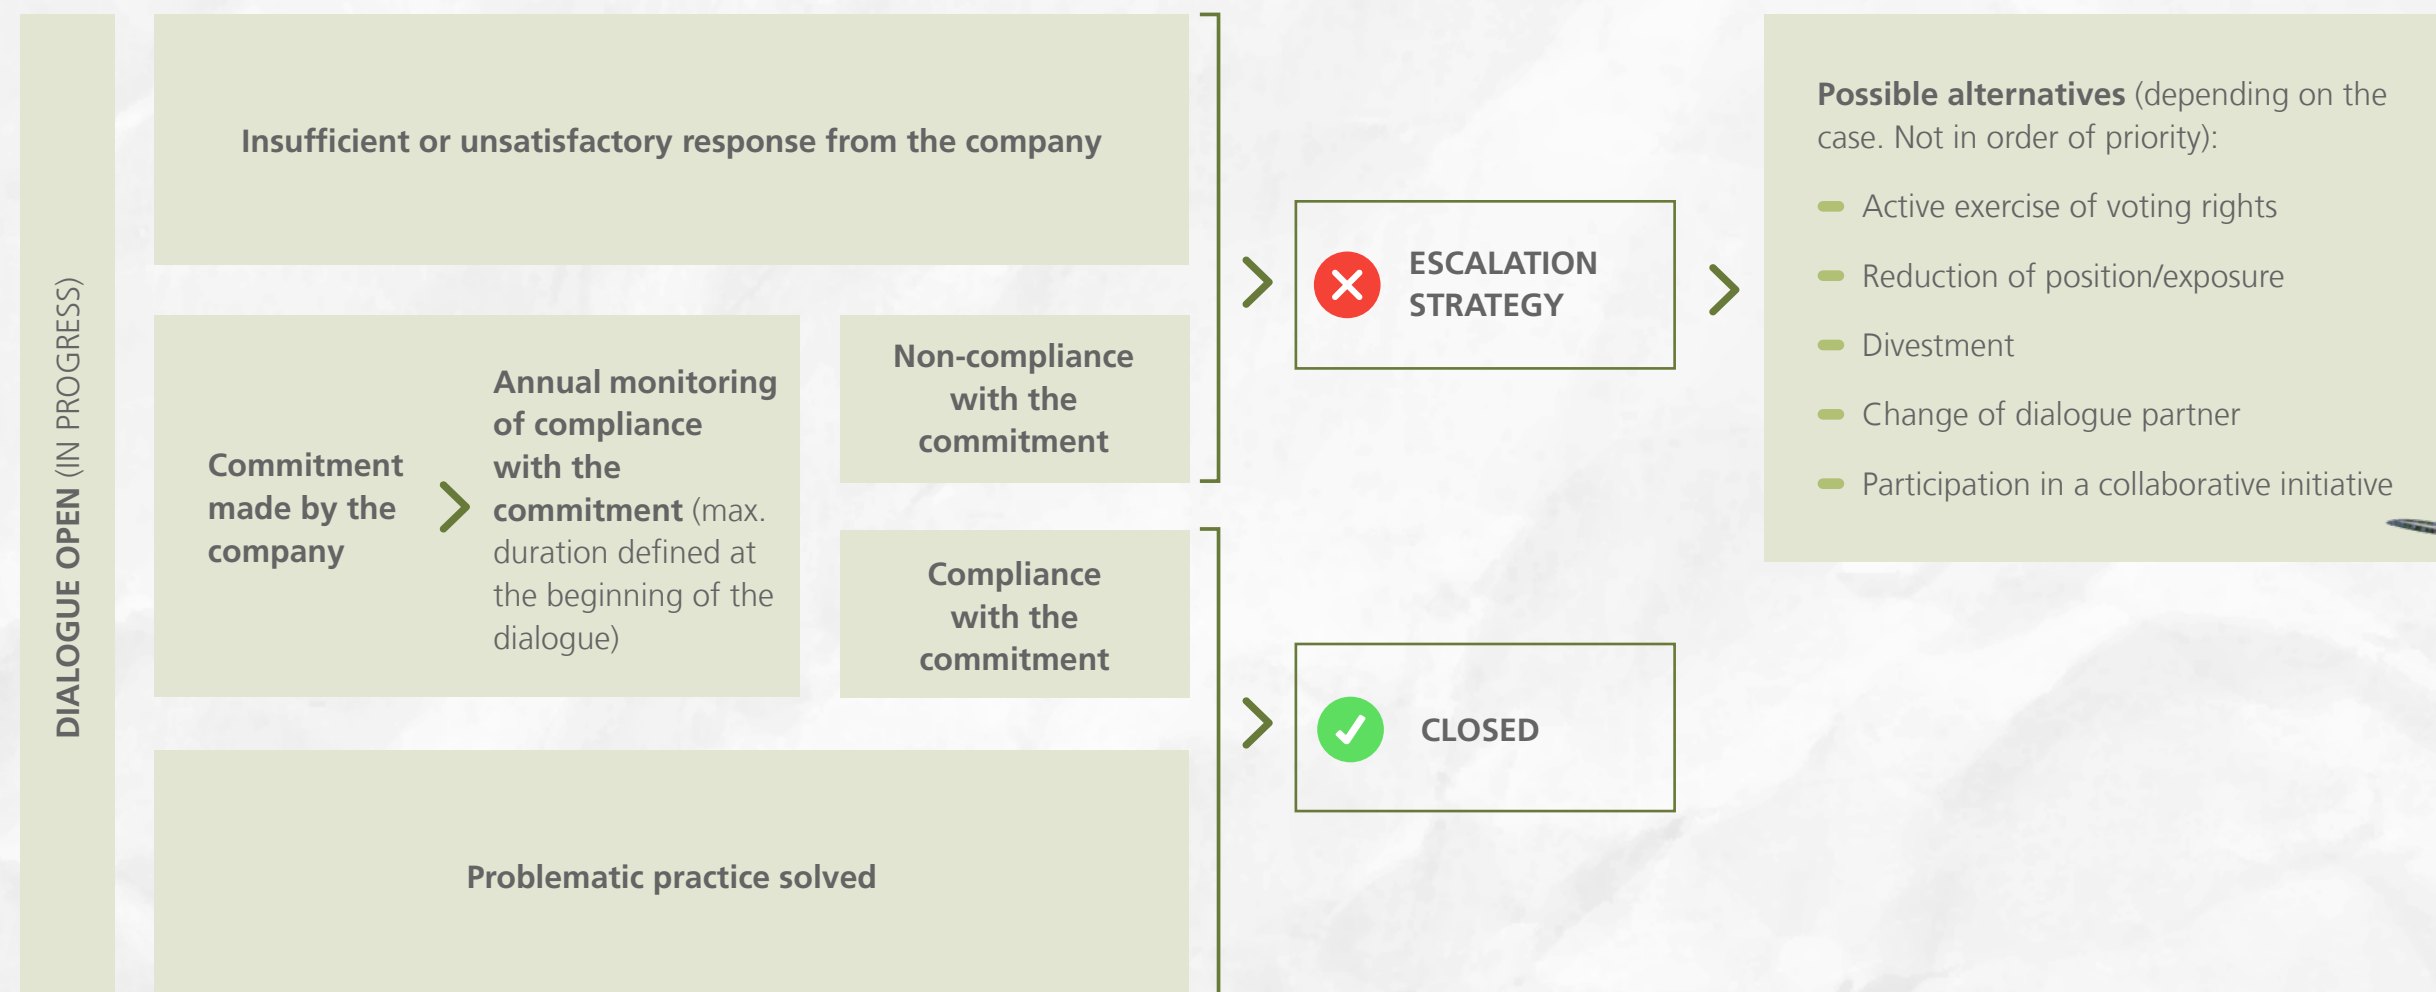 DIALOGUE OPEN (IN PROGRESS)
Insufficient or unsatisfactory response from the company
Commitment
made by the
company
Annual monitoring
of compliance
with the
commitment (max.
duration defined at
the beginning of the
dialogue)
Non-compliance
with the
commitment
Compliance
with the
commitment
Problematic practice solved
ESCALATION
STRATEGY
CLOSED
Possible alternatives (depending on the
case. Not in order of priority):
Active exercise of voting rights
Reduction of position/exposure
Divestment
Change of dialogue partner
Participation in a collaborative initiative